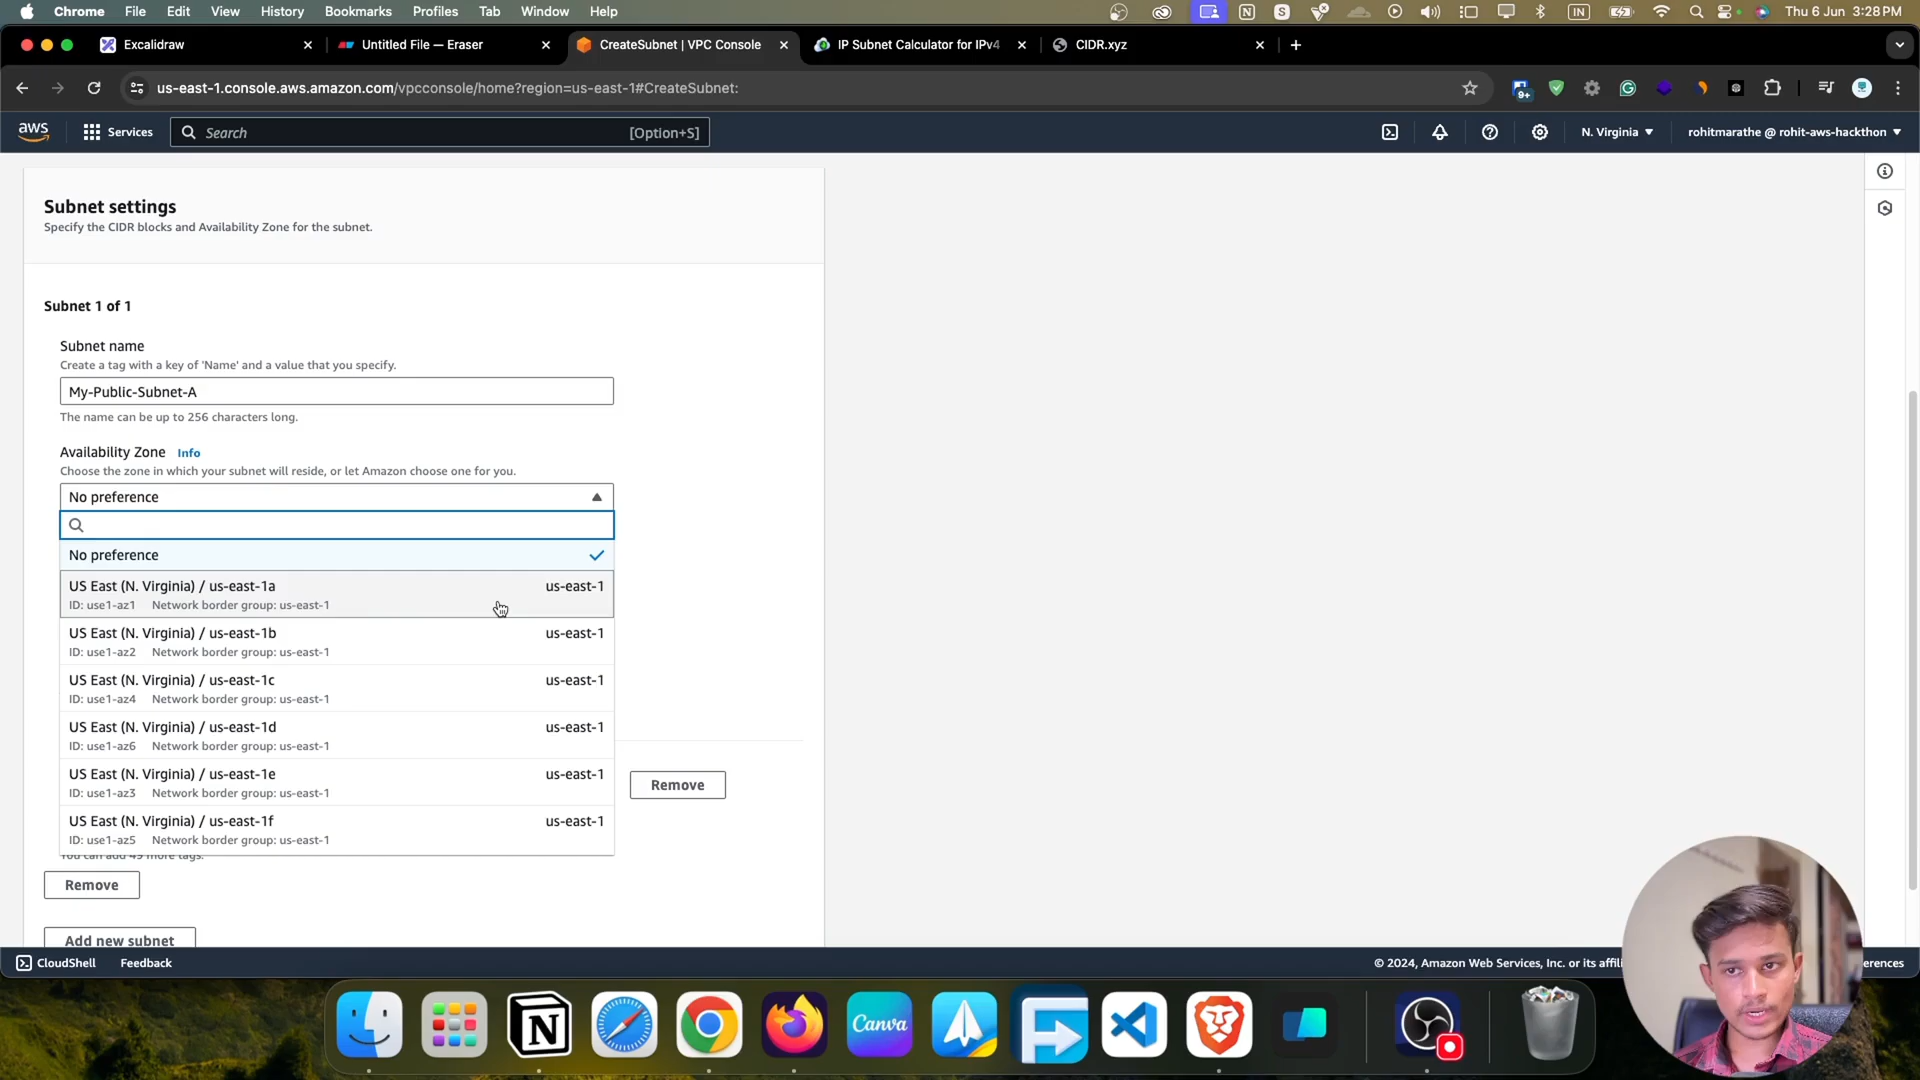 Chrome File Edit View History Bookmarks Profiles Tab Window Help IN Thu 6 Jun 3:28 PM
Excalidraw Untitled File — Eraser CreateSubnet | VPC Console IP Subnet Calculator for IPv4 CIDR.xyz
us-east-1.console.aws.amazon.com/vpcconsole/home?region=us-east-1#CreateSubnet: 9+
aws Services Search [Option+S] N. Virginia rohitmarathe @ rohit-aws-hackthon
Subnet settings
Specify the CIDR blocks and Availability Zone for the subnet.
Subnet 1 of 1
Subnet name
Create a tag with a key of 'Name' and a value that you specify.
My-Public-Subnet-A
The name can be up to 256 characters long.
Availability Zone Info
Choose the zone in which your subnet will reside, or let Amazon choose one for you.
No preference
No preference
US East (N. Virginia) / us-east-1a us-east-1
ID: use1-az1 Network border group: us-east-1
US East (N. Virginia) / us-east-1b us-east-1
ID: use1-az2 Network border group: us-east-1
US East (N. Virginia) / us-east-1c us-east-1
ID: use1-az4 Network border group: us-east-1
US East (N. Virginia) / us-east-1d us-east-1
ID: use1-az6 Network border group: us-east-1
Remove
US East (N. Virginia) / us-east-1e us-east-1
ID: use1-az3 Network border group: us-east-1
US East (N. Virginia) / us-east-1f us-east-1
ID: use1-az5 Network border group: us-east-1
You can add 49 more tags.
Remove
Add new subnet
CloudShell Feedback © 2024, Amazon Web Services, Inc. or its affili erences
Canva